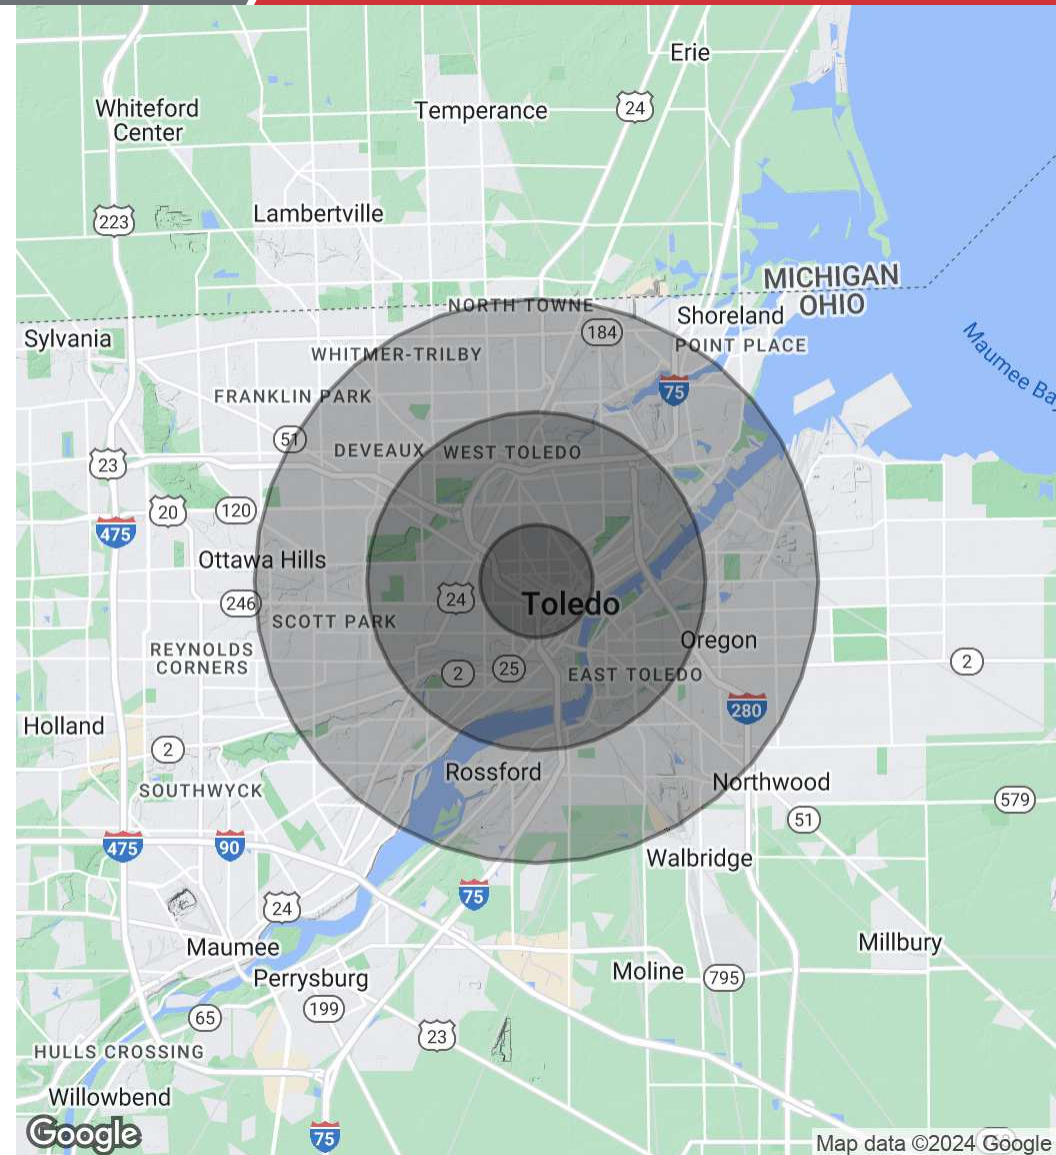 Erie
Whiteford
Center
Temperance
24
223
Lambertville
MICHIGAN
OHIO
NORTH TOWNE
Shoreland
184
Sylvania
POINT PLACE
WHITMER-TRILBY
Maumee Ba
75
FRANKLIN PARK
51
DEVEAUX
WEST TOLEDO
23
20
120
475
Ottawa Hills
24
246
Toledo
SCOTT PARK
Oregon
REYNOLDS
CORNERS
2
2
25
EAST TOLEDO
280
Holland
2
Rossford
Northwood
SOUTHWYCK
579
51
475
90
Walbridge
75
24
Maumee
Millbury
Perrysburg
Moline
795
199
65
23
HULLS CROSSING
Willowbend
Google
75
Map data ©2024 Google